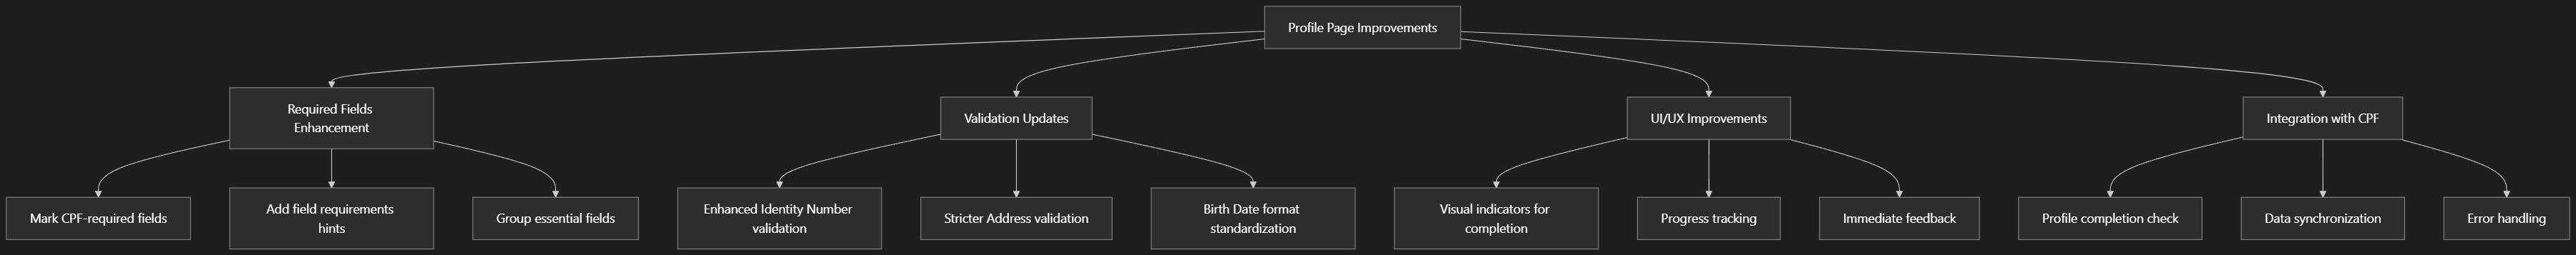 Profile Page Improvements
Required Fields
Enhancement
Validation Updates
UI/UX Improvements
Integration with CPF
Mark CPF-required fields
Add field requirements
hints
Group essential fields
Enhanced Identity Number
validation
Stricter Address validation
Birth Date format
standardization
Visual indicators for
completion
Progress tracking
Immediate feedback
Profile completion check
Data synchronization
Error handling